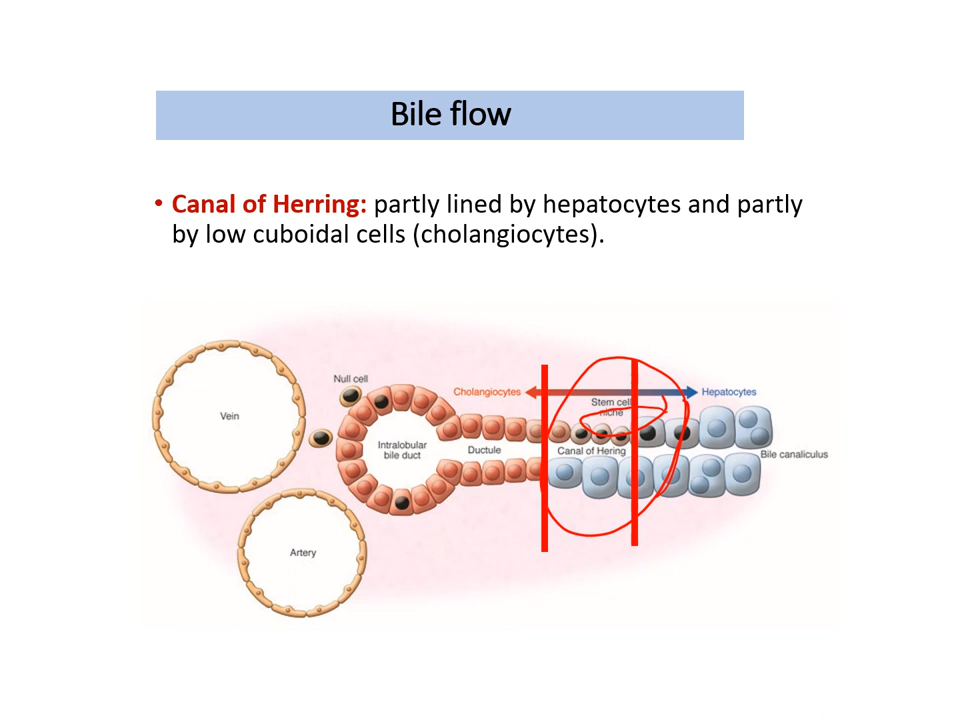 Bile flow
• Canal of Herring: partly lined by hepatocytes and partly
by low cuboidal cells (cholangiocytes).
Null cell
Cholangiocytes
Hepatocytes
Stem cell
niche
Vein
Intralobular
bile duct
Ductule
Canal of Hering
Bile canaliculus
Artery